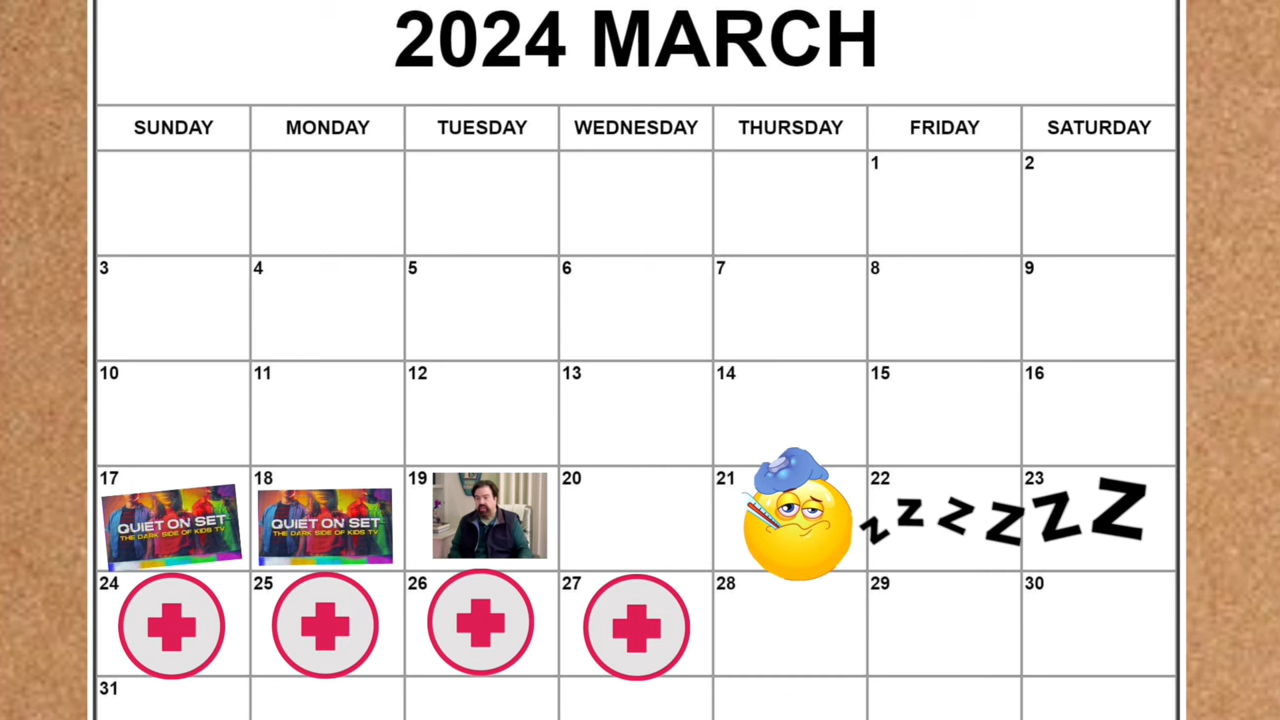 2024 MARCH
SUNDAY MONDAY TUESDAY WEDNESDAY THURSDAY FRIDAY SATURDAY
1 2
3 4 5 6 7 8 9
10 11 12 13 14 15 16
17 18 19 20 21 22 23
QUIET ON SET QUIET ON SET z z z z z z
THE DARK SIDE OF KIDS TV THE DARK SIDE OF KIDS TV
24 25 26 27 28 29 30
31